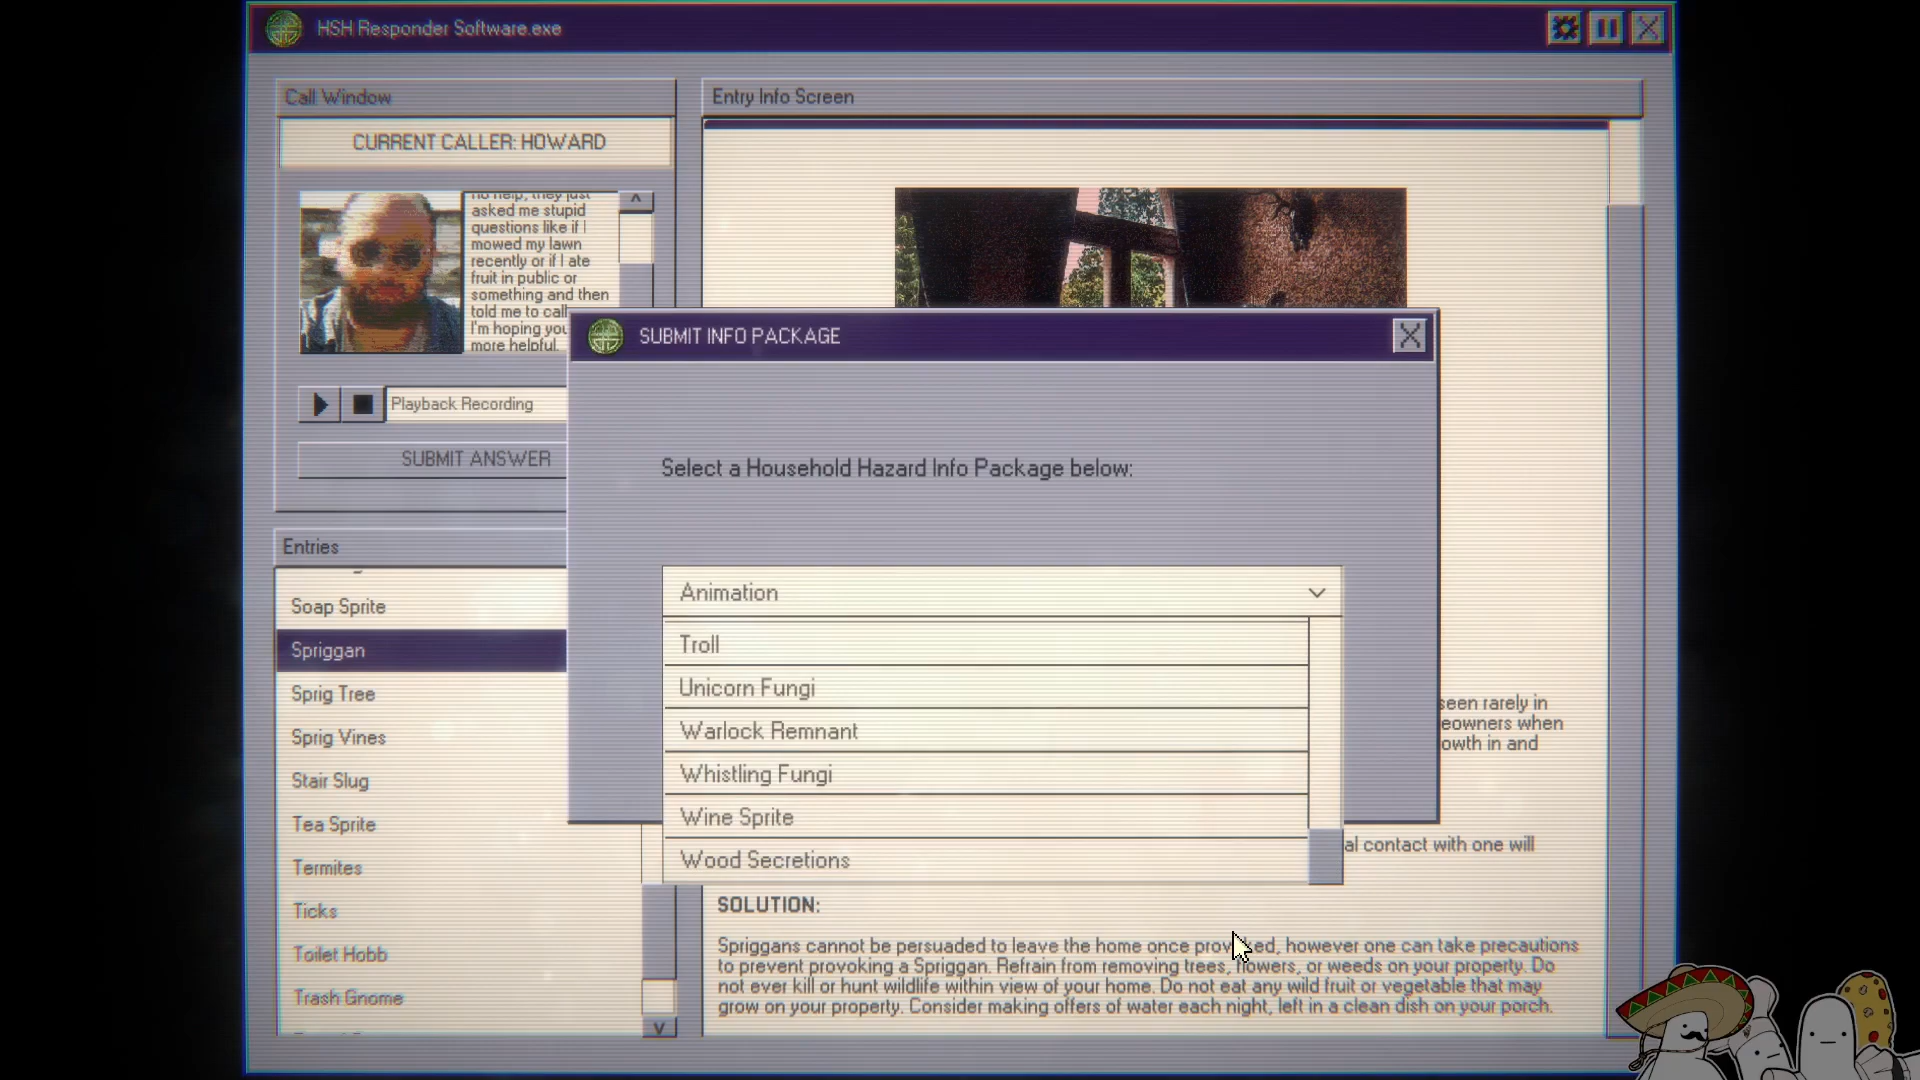 HSH Responder Software.exe
Call Window
CURRENT CALLER: HOWARD
no help, they just
asked me stupid
questions like if I
mowed my lawn
recently or if I ate
fruit in public or
something and then
told me to call
I'm hoping you
more helpful.
Playback Recording
SUBMIT ANSWER
Entries
Soap Sprite
Spriggan
Sprig Tree
Sprig Vines
Stair Slug
Tea Sprite
Termites
Ticks
Toilet Hobb
Trash Gnome
Entry Info Screen
SUBMIT INFO PACKAGE
Select a Household Hazard Info Package below:
Animation
Troll
Unicorn Fungi
Warlock Remnant
Whistling Fungi
Wine Sprite
Wood Secretions
seen rarely in
eowners when
owth in and
al contact with one will
SOLUTION:
Spriggans cannot be persuaded to leave the home once provoked, however one can take precautions
to prevent provoking a Spriggan. Refrain from removing trees, flowers, or weeds on your property. Do
not ever kill or hunt wildlife within view of your home. Do not eat any wild fruit or vegetable that may
grow on your property. Consider making offers of water each night, left in a clean dish on your porch.